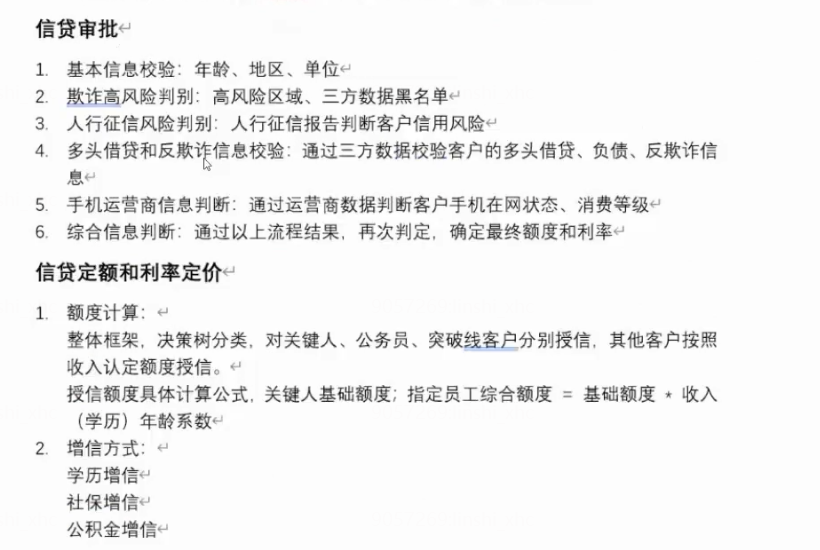 信贷审批
1. 基本信息校验：年龄、地区、单位
2. 欺诈高风险判别：高风险区域、三方数据黑名单
3. 人行征信风险判别：人行征信报告判断客户信用风险
4. 多头借贷和反欺诈信息校验：通过三方数据校验客户的多头借贷、负债、反欺诈信
息
5. 手机运营商信息判断：通过运营商数据判断客户手机在网状态、消费等级
6. 综合信息判断：通过以上流程结果，再次判定，确定最终额度和利率
信贷定额和利率定价
1. 额度计算：
整体框架，决策树分类，对关键人、公务员、突破线客户分别授信，其他客户按照
收入认定额度授信。
授信额度具体计算公式，关键人基础额度；指定员工综合额度 = 基础额度 * 收入
（学历）年龄系数
2. 增信方式：
学历增信
社保增信
公积金增信